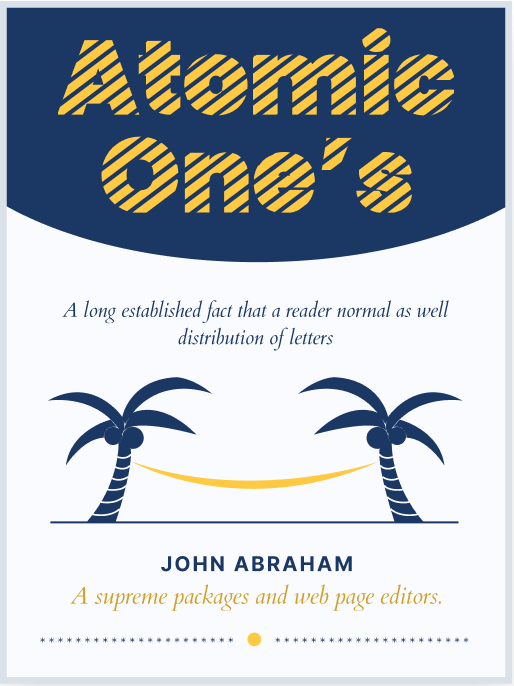 Atomic
One's
A long established fact that a reader normal as well
distribution of letters
JOHN ABRAHAM
A supreme packages and web page editors.